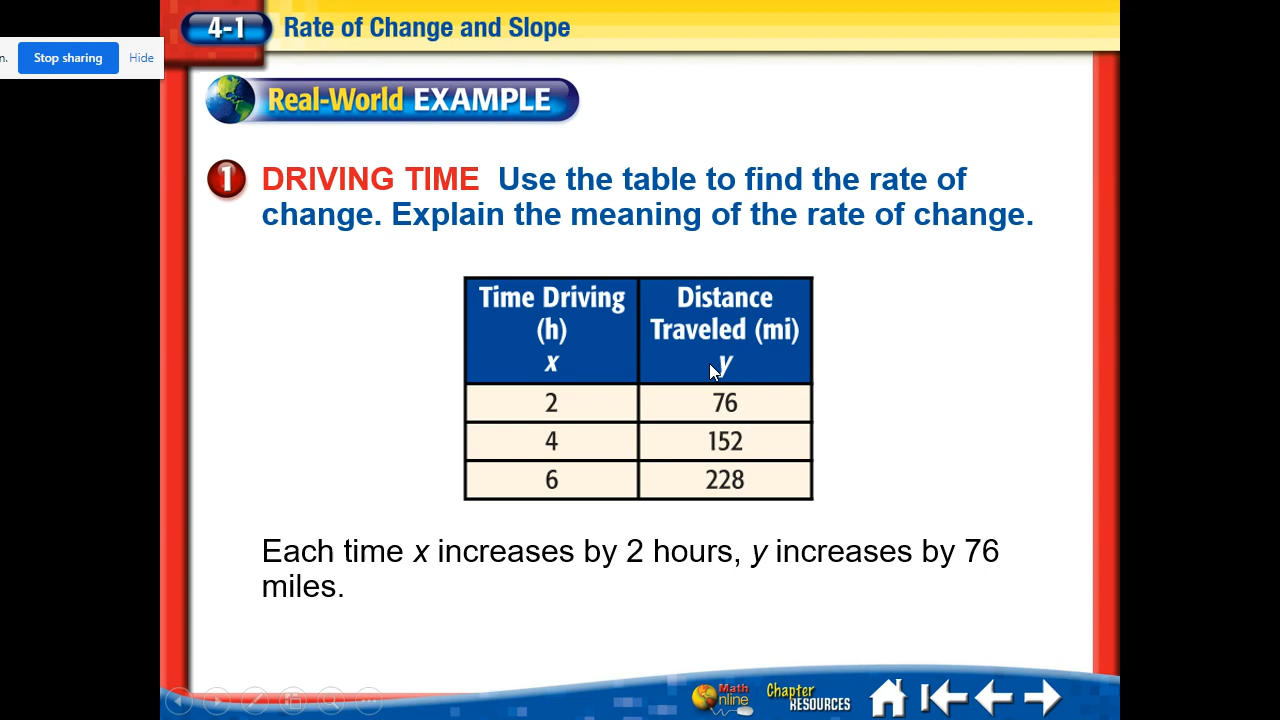 4-1 Rate of Change and Slope
n. Stop sharing Hide
Real-World EXAMPLE
1 DRIVING TIME Use the table to find the rate of
change. Explain the meaning of the rate of change.
Time Driving
(h)
x
Distance
Traveled (mi)
y
2 76
4 152
6 228
Each time x increases by 2 hours, y increases by 76
miles.
Math
nline
Chapter
RESOURCES